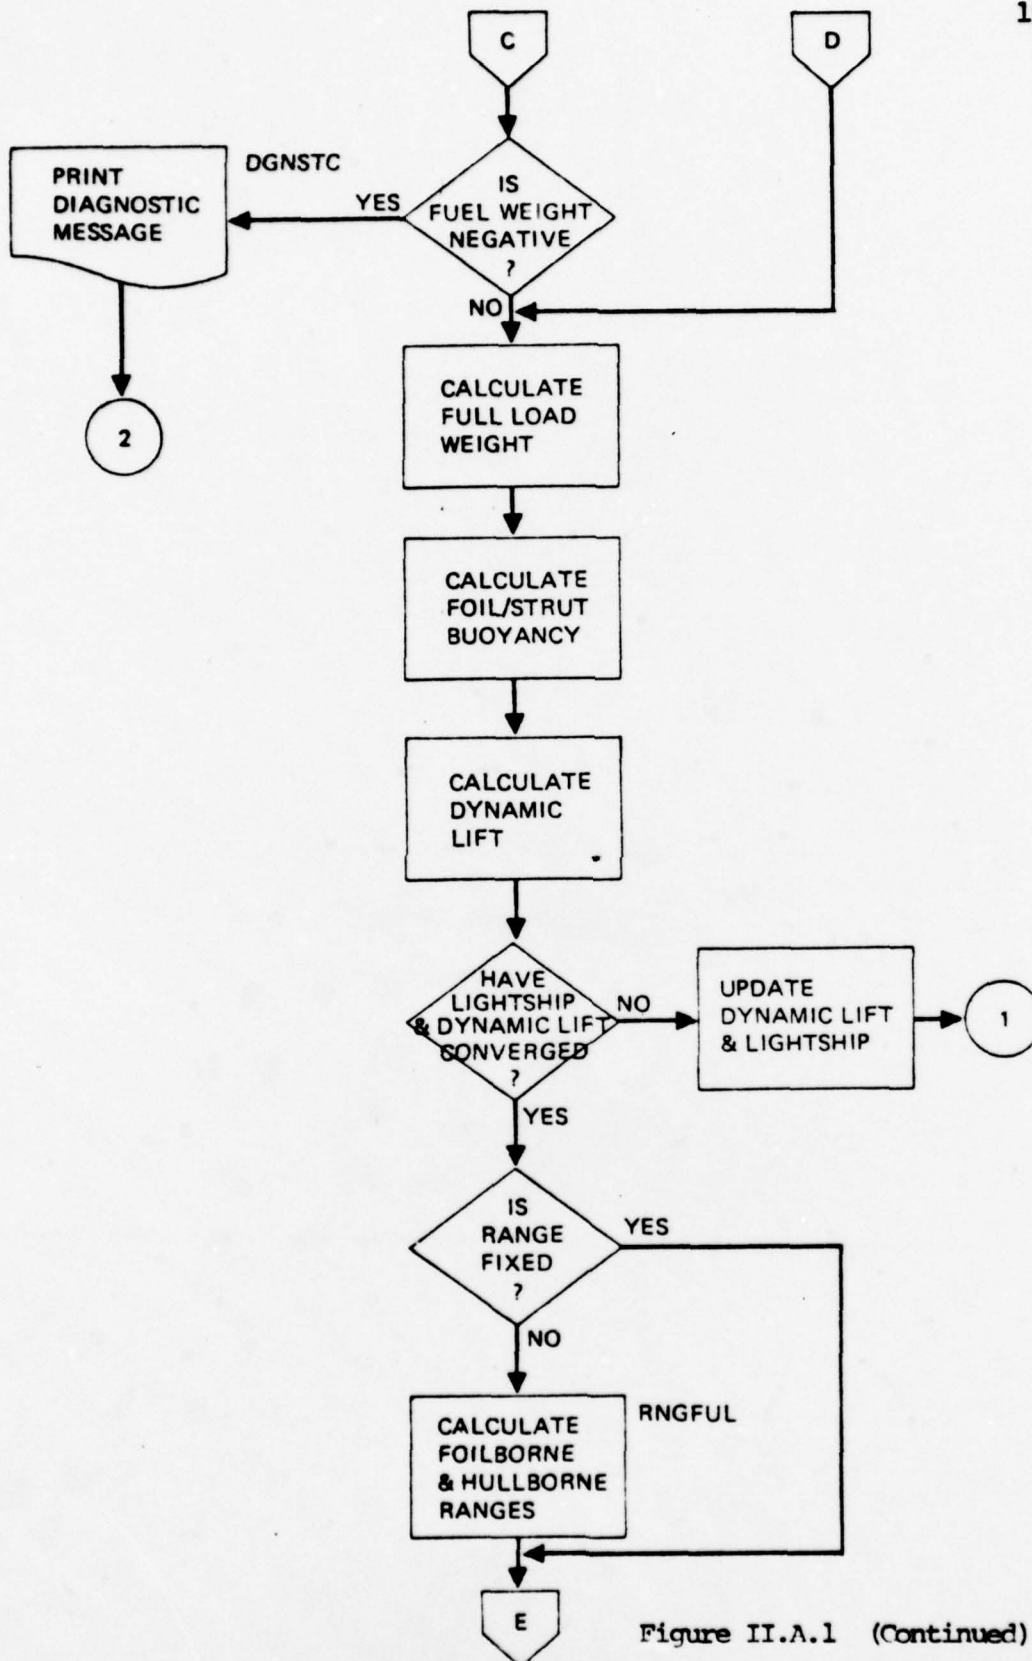 1
C
D
DGNSTC
PRINT
DIAGNOSTIC
MESSAGE
YES
IS
FUEL WEIGHT
NEGATIVE
?
NO
2
CALCULATE
FULL LOAD
WEIGHT
CALCULATE
FOIL/STRUT
BUOYANCY
CALCULATE
DYNAMIC
LIFT
HAVE
LIGHTSHIP
& DYNAMIC LIFT
CONVERGED
?
NO
UPDATE
DYNAMIC LIFT
& LIGHTSHIP
1
YES
IS
RANGE
FIXED
?
YES
NO
CALCULATE
FOILBORNE
& HULLBORNE
RANGES
RNGFUL
E
Figure II.A.1 (Continued)